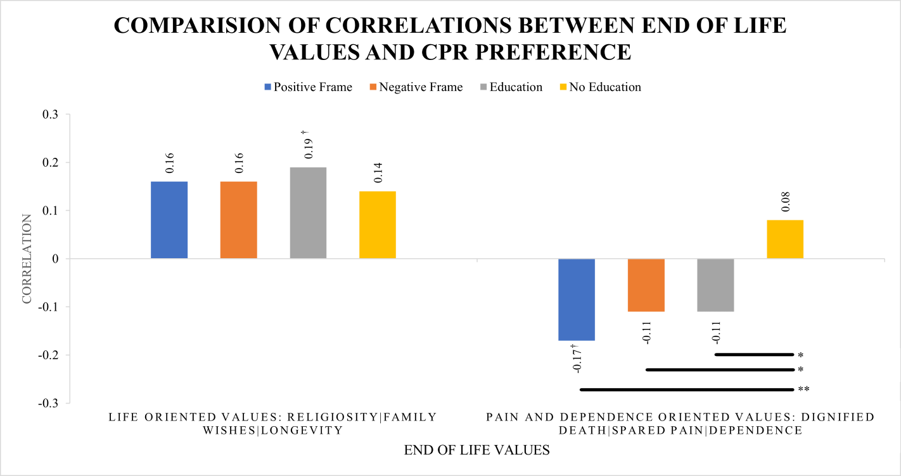 COMPARISION OF CORRELATIONS BETWEEN END OF LIFE
VALUES AND CPR PREFERENCE
Positive Frame Negative Frame Education No Education
0.3
0.2
0.1
0
-0.1
-0.2
-0.3
CORRELATION
0.16
0.16
0.19 †
0.14
-0.17†
-0.11
-0.11
0.08
*
*
**
LIFE ORIENTED VALUES: RELIGIOSITY|FAMILY
WISHES|LONGEVITY
PAIN AND DEPENDENCE ORIENTED VALUES: DIGNIFIED
DEATH|SPARED PAIN|DEPENDENCE
END OF LIFE VALUES